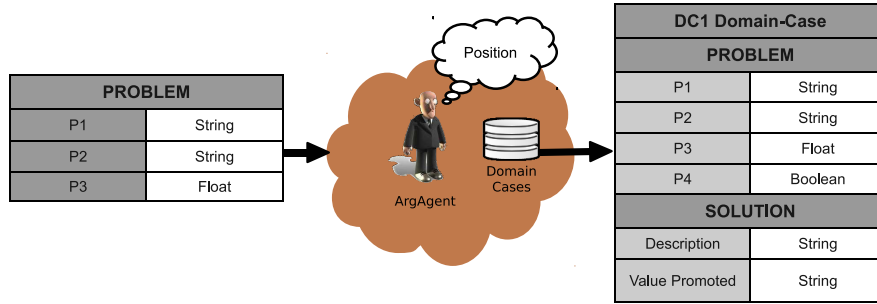 PROBLEM
P1 String
P2 String
P3 Float
Position
ArgAgent
Domain
Cases
DC1 Domain-Case
PROBLEM
P1 String
P2 String
P3 Float
P4 Boolean
SOLUTION
Description String
Value Promoted String